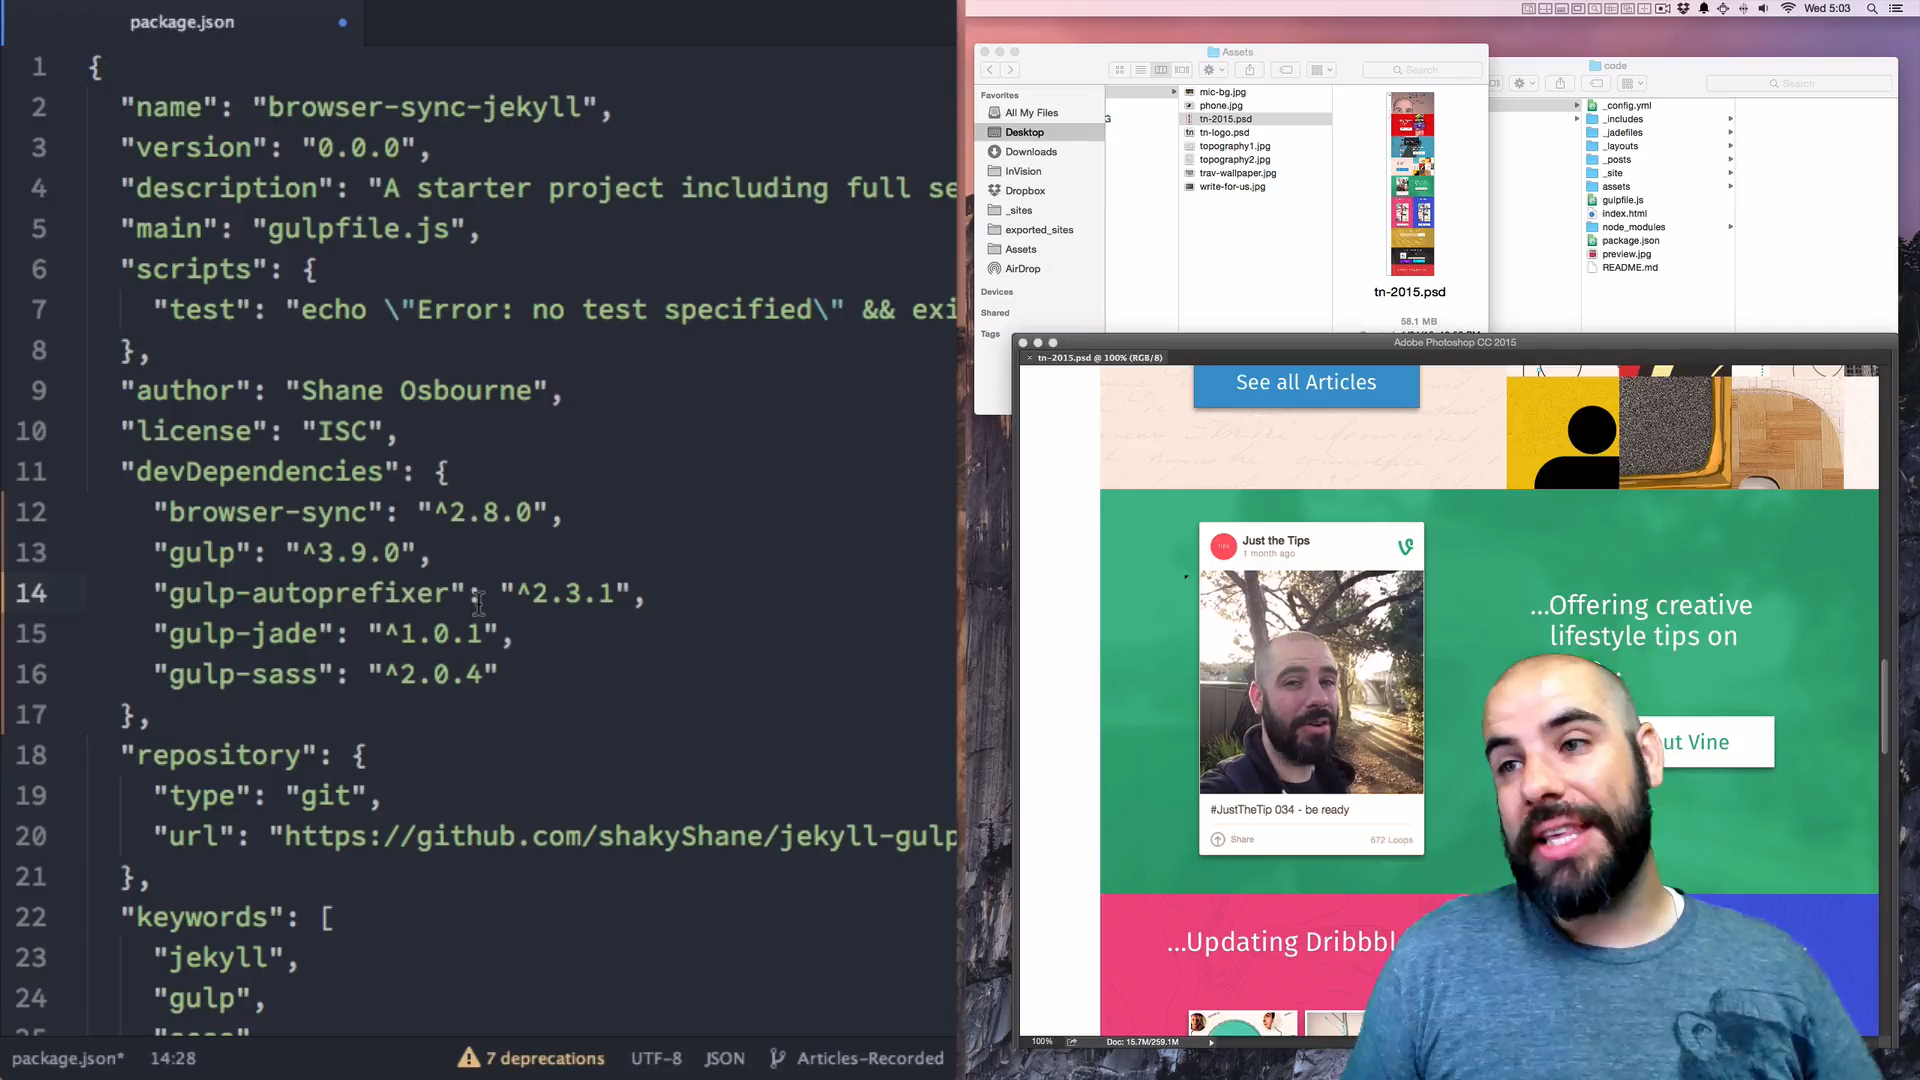 package.json
1 {
2 "name": "browser-sync-jekyll",
3 "version": "0.0.0",
4 "description": "A starter project including full se
5 "main": "gulpfile.js",
6 "scripts": {
7 "test": "echo \"Error: no test specified\" && exi
8 },
9 "author": "Shane Osbourne",
10 "license": "ISC",
11 "devDependencies": {
12 "browser-sync": "^2.8.0",
13 "gulp": "^3.9.0",
14 "gulp-autoprefixer": "^2.3.1",
15 "gulp-jade": "^1.0.1",
16 "gulp-sass": "^2.0.4"
17 },
18 "repository": {
19 "type": "git",
20 "url": "https://github.com/shakyShane/jekyll-gulp
21 },
22 "keywords": [
23 "jekyll",
24 "gulp",
package.json* 14:28 7 deprecations UTF-8 JSON Articles-Recorded
Wed 5:03
Assets
Search
Favorites
All My Files
Desktop
Downloads
InVision
Dropbox
_sites
exported_sites
Assets
AirDrop
Devices
Shared
Tags
mic-bg.jpg
phone.jpg
tn-2015.psd
tn-logo.psd
topography1.jpg
topography2.jpg
trav-wallpaper.jpg
write-for-us.jpg
tn-2015.psd
58.1 MB
code
Search
_config.yml
_includes
_jadefiles
_layouts
_posts
_site
assets
gulpfile.js
index.html
node_modules
package.json
preview.jpg
README.md
Adobe Photoshop CC 2015
tn-2015.psd @ 100% (RGB/8)
See all Articles
Just the Tips
1 month ago
#JustTheTip 034 - be ready
Share 672 Loops
...Offering creative
lifestyle tips on
ut Vine
...Updating Dribbbl
100% Doc: 15.7M/259.1M